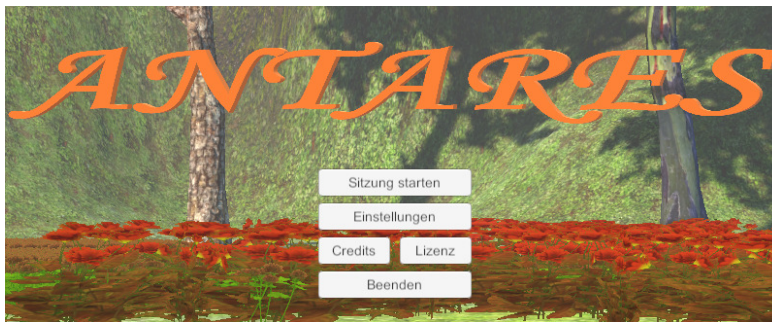 ANTARES
Sitzung starten
Einstellungen
Credits Lizenz
Beenden